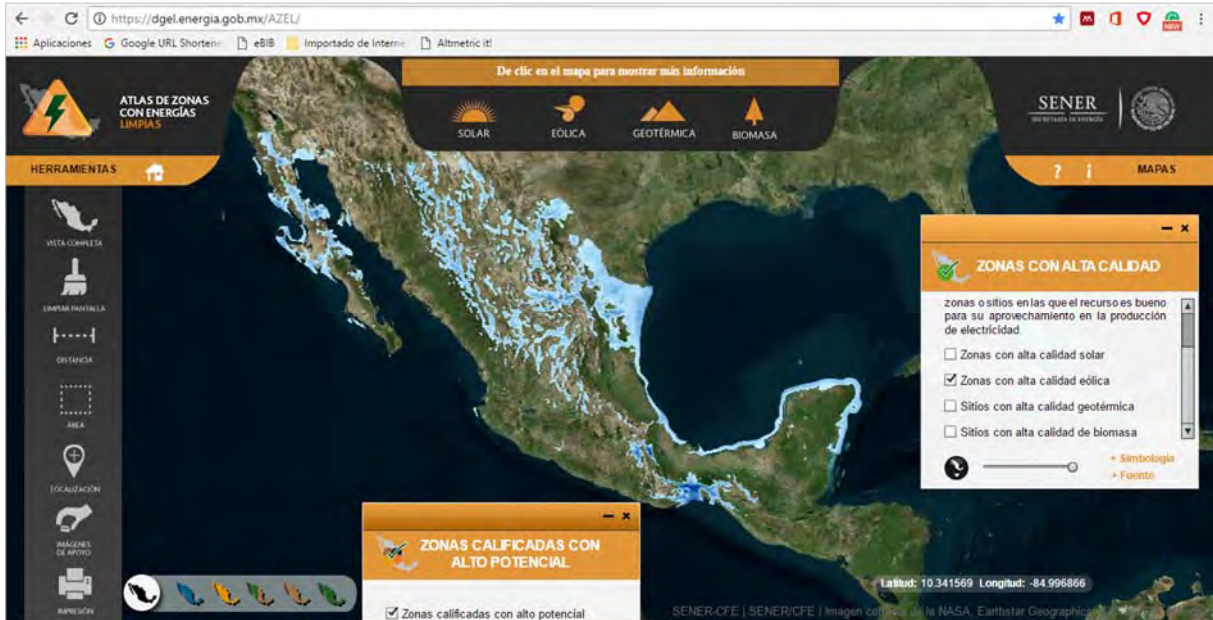 https://dgel.energia.gob.mx/AZEL/
NEW
Aplicaciones
Google URL Shortene
eBIB
Importado de Interne
Altmetric it!
De clic en el mapa para mostrar más información
ATLAS DE ZONAS
CON ENERGÍAS
LIMPIAS
SOLAR
EÓLICA
GEOTÉRMICA
BIOMASA
SENER
SECRETARÍA DE ENERGÍA
HERRAMIENTAS
? i
MAPAS
VISTA COMPLETA
LIMPIAR PANTALLA
DISTANCIA
ÁREA
LOCALIZACIÓN
IMÁGENES
DE APOYO
IMPRESIÓN
ZONAS CON ALTA CALIDAD
zonas o sitios en las que el recurso es bueno
para su aprovechamiento en la producción
de electricidad.
Zonas con alta calidad solar
Zonas con alta calidad eólica
Sitios con alta calidad geotérmica
Sitios con alta calidad de biomasa
+ Simbología
+ Fuente
ZONAS CALIFICADAS CON
ALTO POTENCIAL
Zonas calificadas con alto potencial
Latitud: 10.341569 Longitud: -84.996866
SENER-CFE | SENER/CFE | Imagen de la NASA, Earthstar Geographics